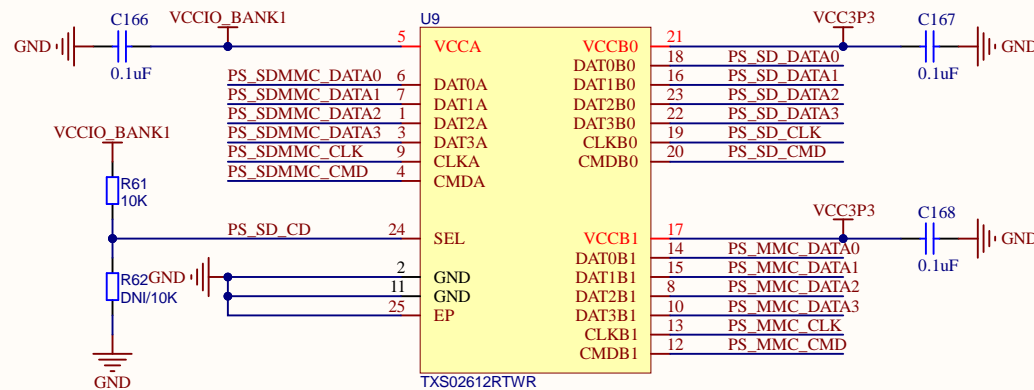 C166
VCCIO_BANK1
U9
VCC3P3
C167
GND
0.1uF
5
VCCA
VCCB0
21
0.1uF
GND
DAT0B0
18
PS_SD_DATA0
PS_SDMMC_DATA0
6
DAT0A
DAT1B0
16
PS_SD_DATA1
PS_SDMMC_DATA1
7
DAT1A
DAT2B0
23
PS_SD_DATA2
PS_SDMMC_DATA2
1
DAT2A
DAT3B0
22
PS_SD_DATA3
VCCIO_BANK1
PS_SDMMC_DATA3
3
DAT3A
CLKB0
19
PS_SD_CLK
PS_SDMMC_CLK
9
CLKA
CMDB0
20
PS_SD_CMD
PS_SDMMC_CMD
4
CMDA
R61
10K
VCC3P3
C168
PS_SD_CD
24
SEL
VCCB1
17
GND
DAT0B1
14
PS_MMC_DATA0
0.1uF
R62
DNI/10K
GND
2
GND
DAT1B1
15
PS_MMC_DATA1
11
GND
DAT2B1
8
PS_MMC_DATA2
25
EP
DAT3B1
10
PS_MMC_DATA3
CLKB1
13
PS_MMC_CLK
CMDB1
12
PS_MMC_CMD
GND
TXS02612RTWR